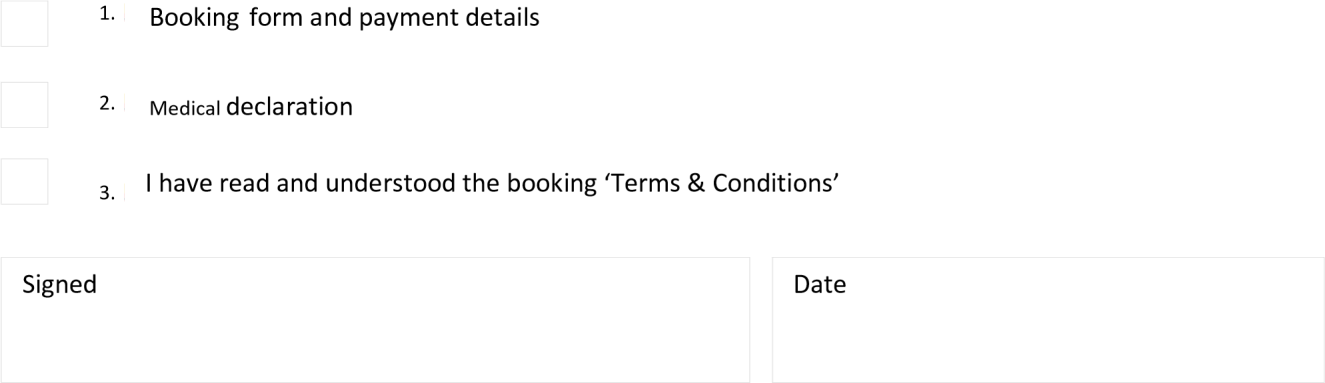 1. Booking form and payment details
2. Medical declaration
3. I have read and understood the booking ‘Terms & Conditions’
Signed Date